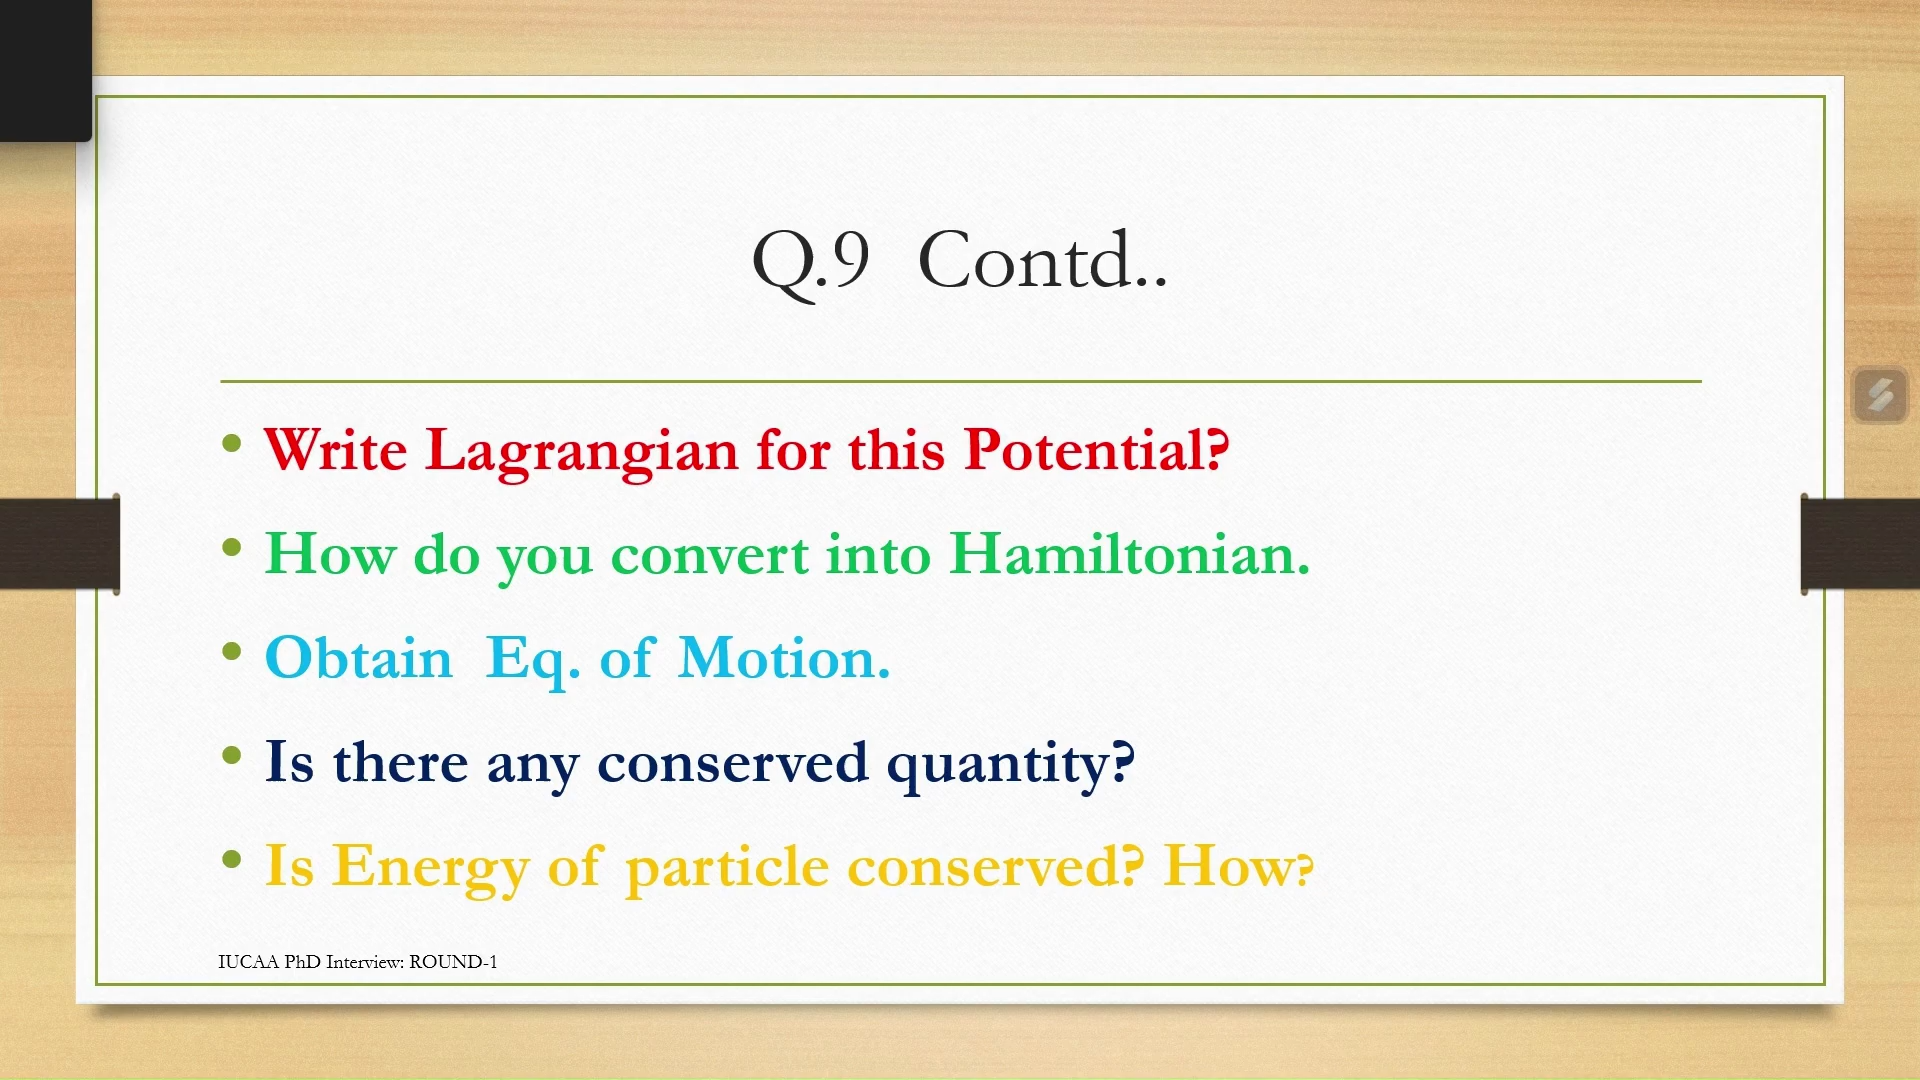 Q.9 Contd..
• Write Lagrangian for this Potential?
• How do you convert into Hamiltonian.
• Obtain Eq. of Motion.
• Is there any conserved quantity?
• Is Energy of particle conserved? How?
IUCAA PhD Interview: ROUND-1